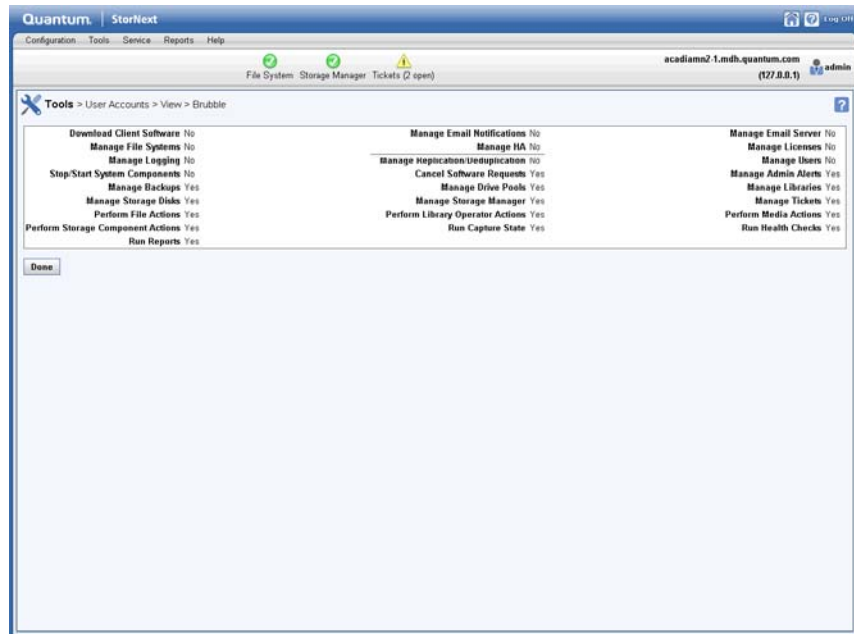 Quantum. StorNext Log Off
Configuration Tools Service Reports Help
File System Storage Manager Tickets (2 open)
acadiamn2-1.mdh.quantum.com
(127.0.0.1)
admin
Tools > User Accounts > View > Brubble
Download Client Software No Manage Email Notifications No Manage Email Server No
Manage File Systems No Manage HA No Manage Licenses No
Manage Logging No Manage Replication/Deduplication No Manage Users No
Stop/Start System Components No Cancel Software Requests Yes Manage Admin Alerts Yes
Manage Backups Yes Manage Drive Pools Yes Manage Libraries Yes
Manage Storage Disks Yes Manage Storage Manager Yes Manage Tickets Yes
Perform File Actions Yes Perform Library Operator Actions Yes Perform Media Actions Yes
Perform Storage Component Actions Yes Run Capture State Yes Run Health Checks Yes
Run Reports Yes
Done